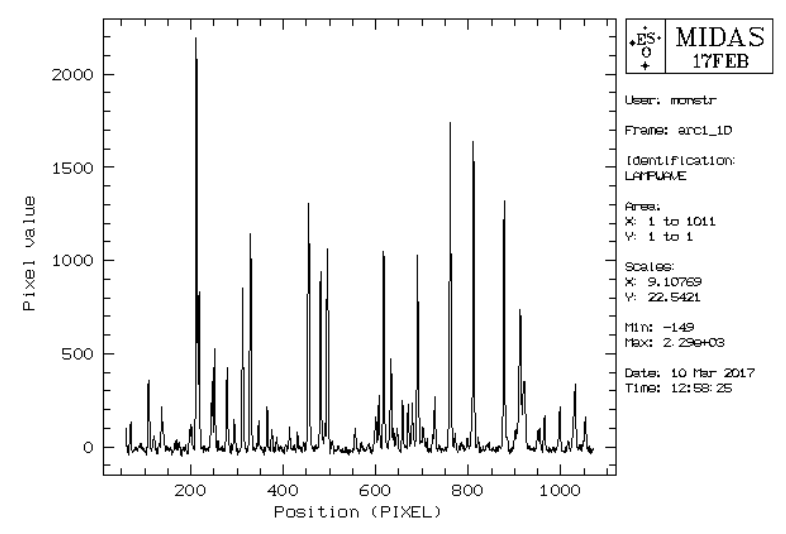 2000
1500
1000
500
0
Pixel value
200
400
600
800
1000
Position (PIXEL)
ES
O
MIDAS
17FEB
User: monstr
Frame: arc1_1D
Identification:
LAMPWAVE
Area:
X: 1 to 1011
Y: 1 to 1
Scales:
X: 9.10769
Y: 22.5421
Min: -149
Max: 2.29e+03
Date: 10 Mar 2017
Time: 12:58:25